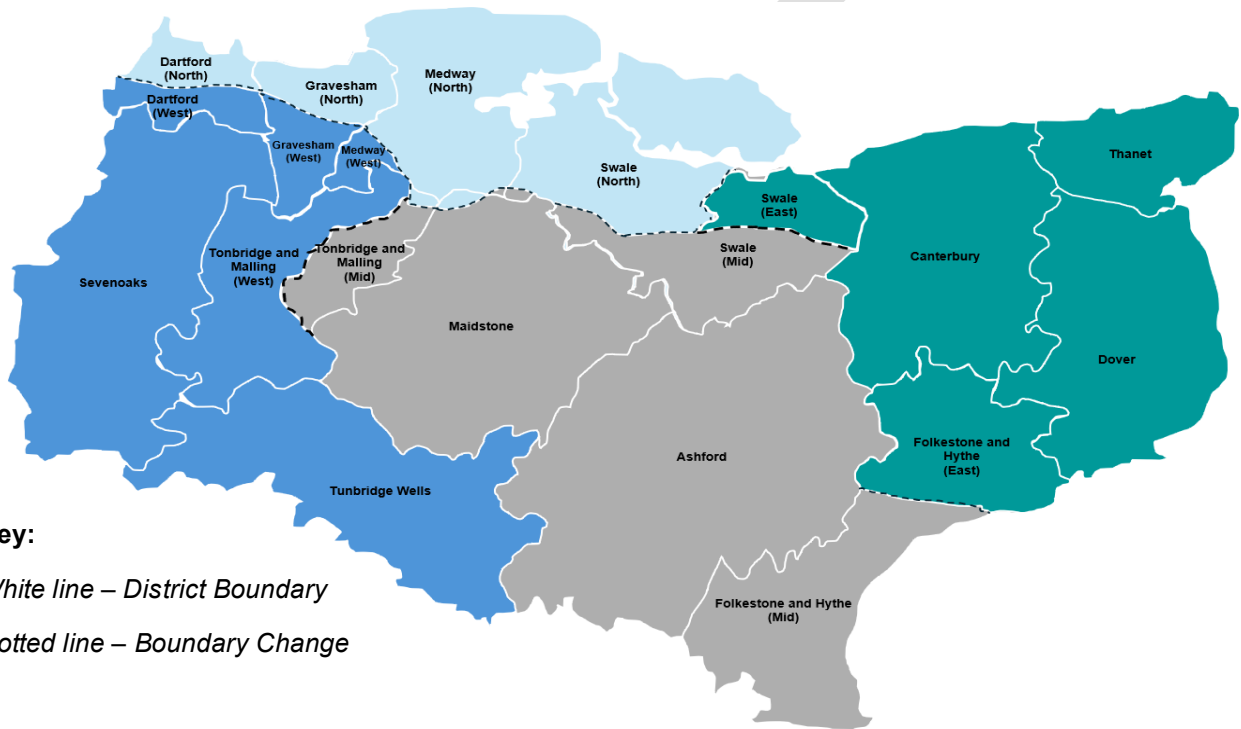 Dartford
(North)
Gravesham
(North)
Medway
(North)
Dartford
(West)
Gravesham
(West)
Medway
(West)
Swale
(North)
Thanet
Swale
(East)
Tonbridge and
Malling
(West)
Tonbridge and
Malling
(Mid)
Swale
(Mid)
Canterbury
Sevenoaks
Maidstone
Dover
Ashford
Folkestone and
Hythe
(East)
Tunbridge Wells
ey:
White line – District Boundary
otted line – Boundary Change
Folkestone and Hythe
(Mid)